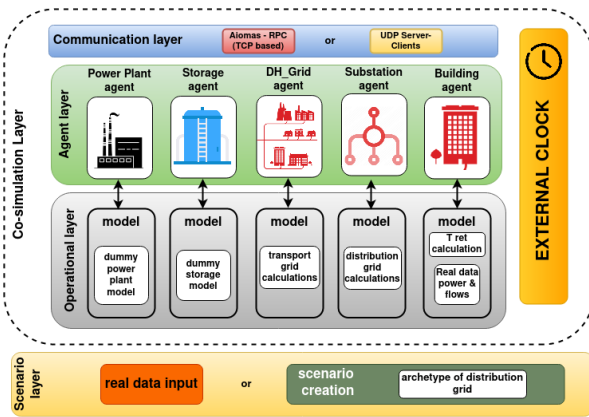 Co-simulation Layer
Communication layer
Aiomas - RPC
(TCP based)
or
UDP Server-
Clients
EXTERNAL CLOCK
Agent layer
Power Plant
agent
Storage
agent
DH_Grid
agent
Substation
agent
Building
agent
Operational layer
model
dummy
power
plant
model
model
dummy
storage
model
model
transport
grid
calculations
model
distribution
grid
calculations
model
T ret
calculation
Real data
power &
flows
Scenario
layer
real data input
or
scenario
creation
archetype of distribution
grid